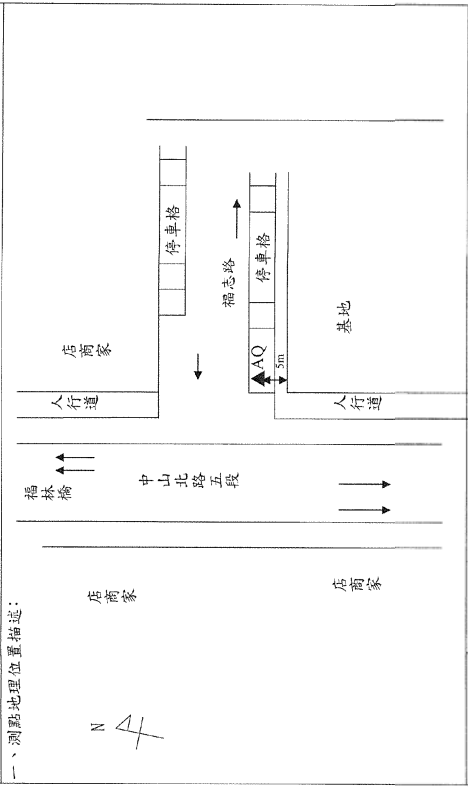 一、測點地理位置描述：
N
店商家
店商家
福林橋
中山北路五段
人行道
人行道
店商家
AQ
5m
停車格
福志路
停車格
基地